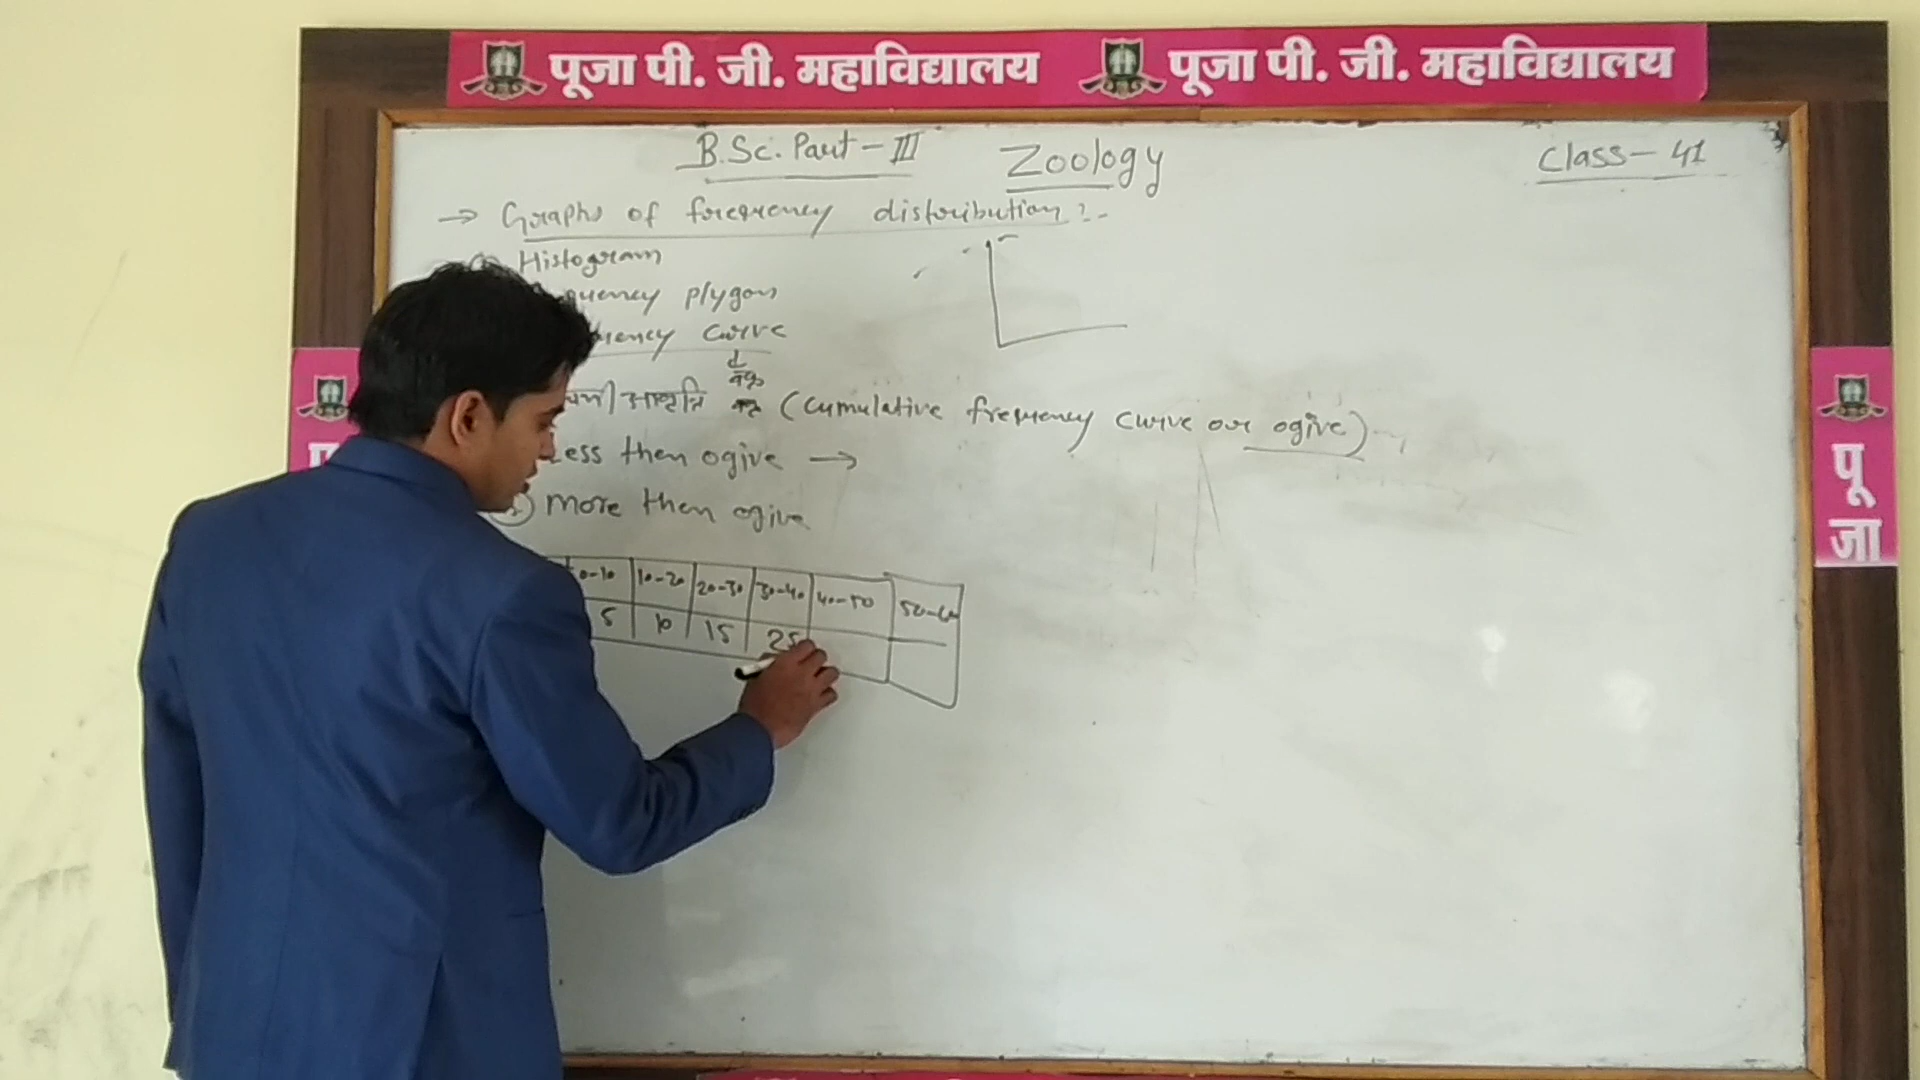 पूजा पी. जी. महाविद्यालय पूजा पी. जी. महाविद्यालय
B.Sc. Part - III Zoology Class - 41
→ Graphs of frequency distribution :-
Histogram
quency plygon
uency Curve
आवृत्ति वक्र (Cumulative frequency curve or ogive)
Less then ogive →
② more then ogive
0-10 10-20 20-30 30-40 40-50 50-60
5 10 15 25
पू
जा